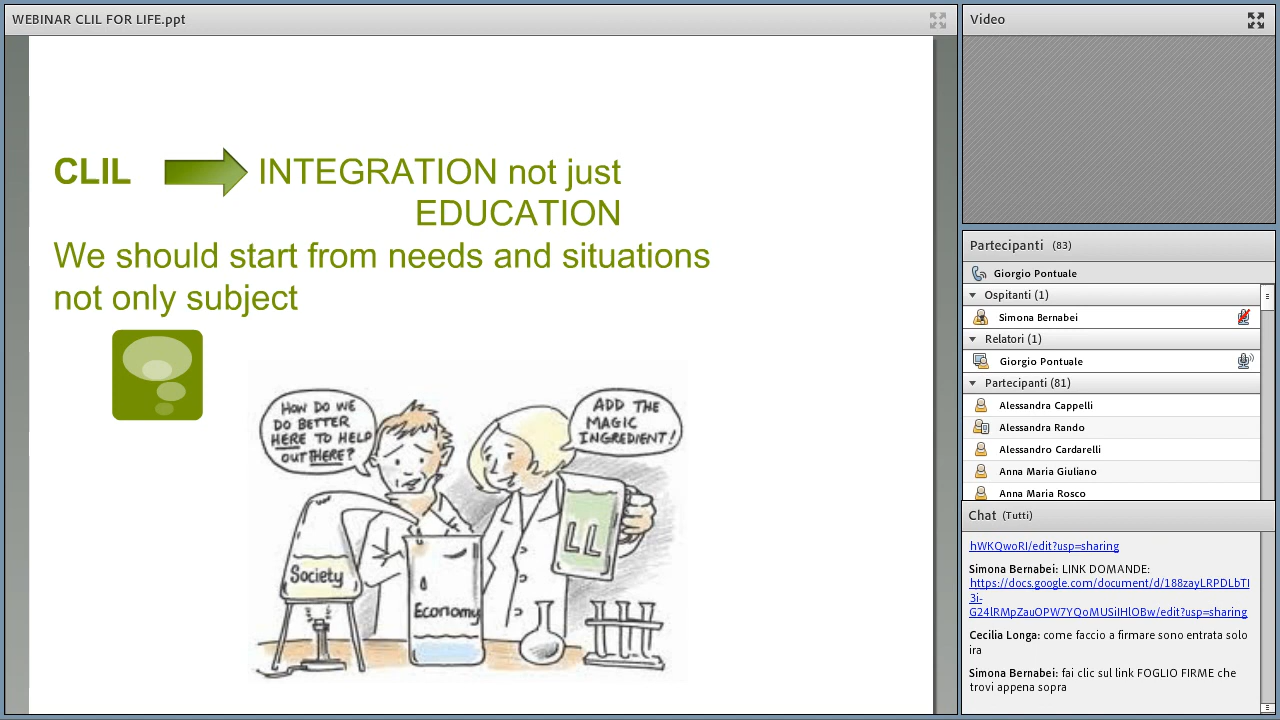 WEBINAR CLIL FOR LIFE.ppt
CLIL INTEGRATION not just
EDUCATION
We should start from needs and situations
not only subject
HOW DO WE
DO BETTER
HERE TO HELP
OUT THERE?
ADD THE
MAGIC
INGREDIENT!
LL
Society
Economy
Video
Partecipanti (83)
Giorgio Pontuale
Ospitanti (1)
Simona Bernabei
Relatori (1)
Giorgio Pontuale
Partecipanti (81)
Alessandra Cappelli
Alessandra Rando
Alessandro Cardarelli
Anna Maria Giuliano
Anna Maria Rosco
Chat (Tutti)
hWKQwoRI/edit?usp=sharing
Simona Bernabei: LINK DOMANDE:
https://docs.google.com/document/d/188zayLRPDLbTI
3i-
G24lRMpZauOPW7YQoMUSiIHlOBw/edit?usp=sharing
Cecilia Longa: come faccio a firmare sono entrata solo
ira
Simona Bernabei: fai clic sul link FOGLIO FIRME che
trovi appena sopra